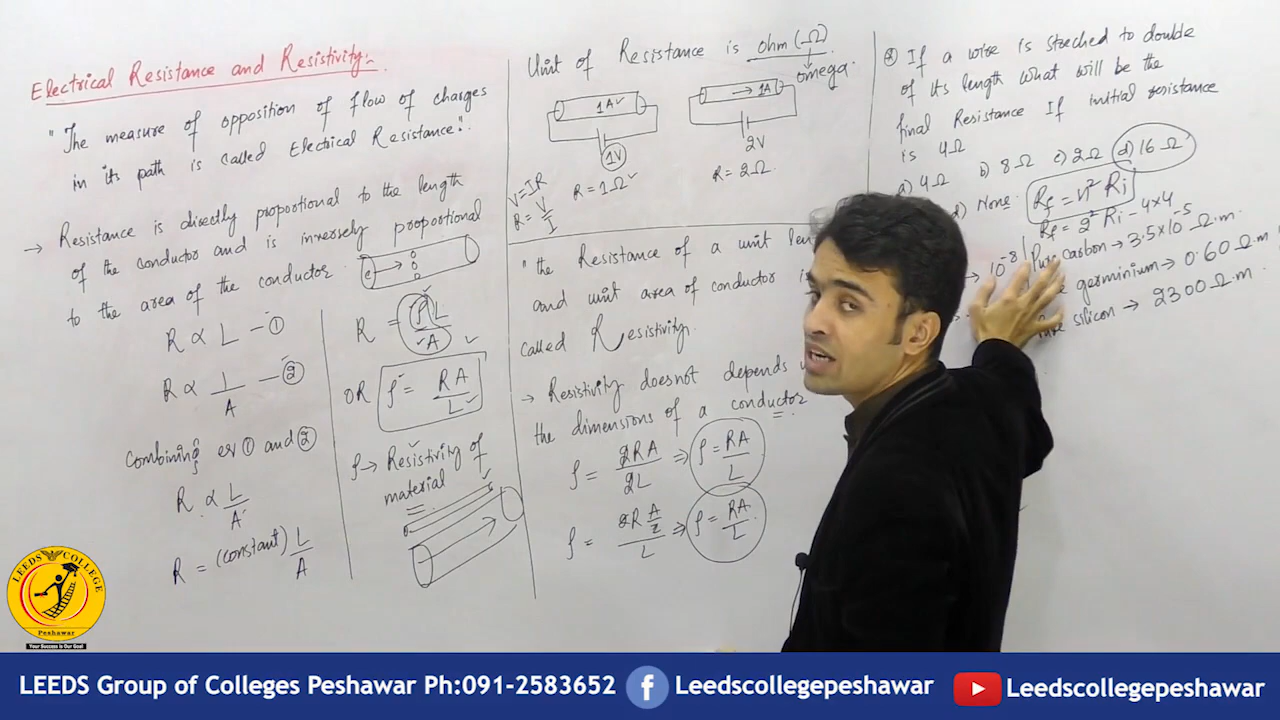 Electrical Resistance and Resistivity:
"The measure of opposition of flow of charges
in its path is called Electrical Resistance".
→ Resistance is directly proportional to the length
of the conductor and is inversely proportional
to the area of the conductor.
e
R ∝ L — ①
R ∝ 1/A — ②
Combining ① and ②
R ∝ L/A
R = (constant) L/A
R = ρL/A
OR ρ = RA/L
ρ → Resistivity of
material
Unit of Resistance is ohm (Ω)
omega.
1A
1V
R = 1Ω
→ 1A
2V
R = 2Ω
V=IR
R = V/I
"the Resistance of a unit
and unit area of conductor
called Resistivity.
→ Resistivity doesnot depends
the dimensions of a conductor
ρ = 2RA/2L ⇒ ρ = RA/L
ρ = 2R A/2 / L ⇒ ρ = RA/L
If a wire is streched to double
of its length what will be the
final Resistance If initial resistance
is 4Ω
a) 4Ω b) 8Ω c) 2Ω d) 16Ω
d) None
Rf = n² Ri
Rf = 2² Ri – 4×4
→ 10⁻⁸ Pure carbon → 3.5×10⁻⁵ Ω.m.
germinium → 0.60 Ω.m
silicon → 2300 Ω.m.
LEEDS COLLEGE
Peshawar
Your Success is Our Goal
LEEDS Group of Colleges Peshawar Ph:091-2583652 f Leedscollegepeshawar Leedscollegepeshawar